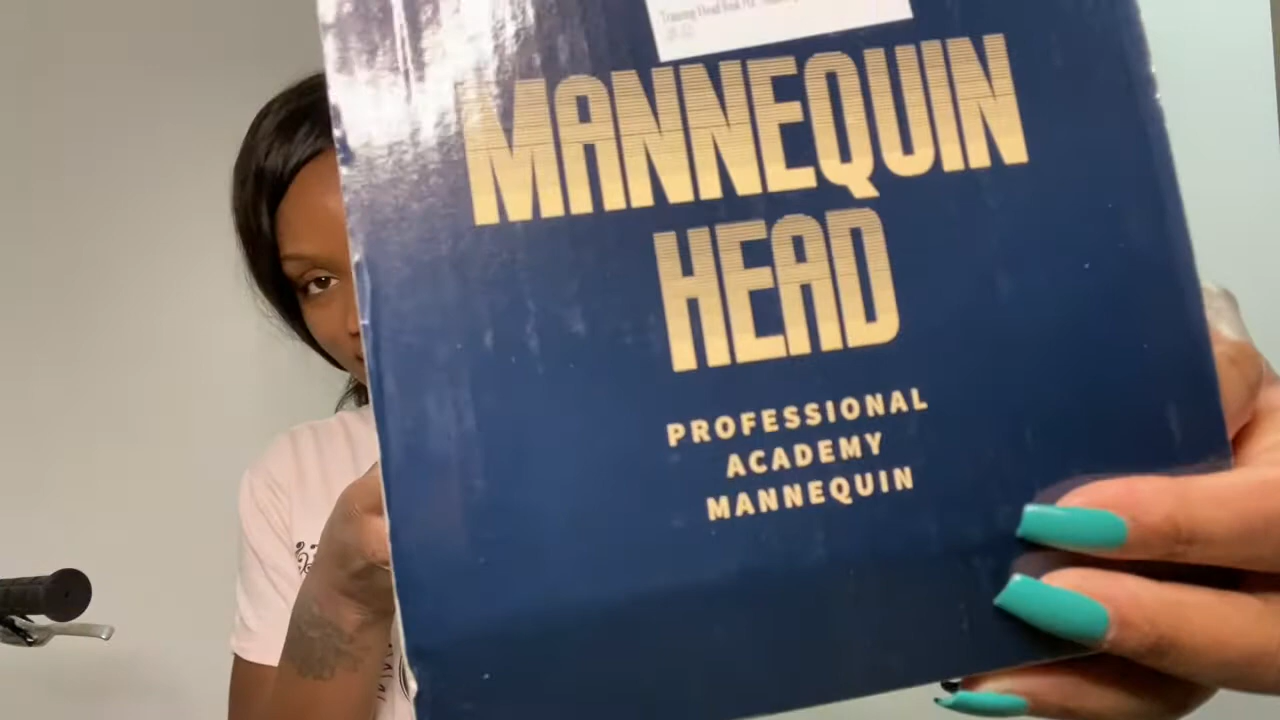 MANNEQUIN
HEAD
PROFESSIONAL
ACADEMY
MANNEQUIN